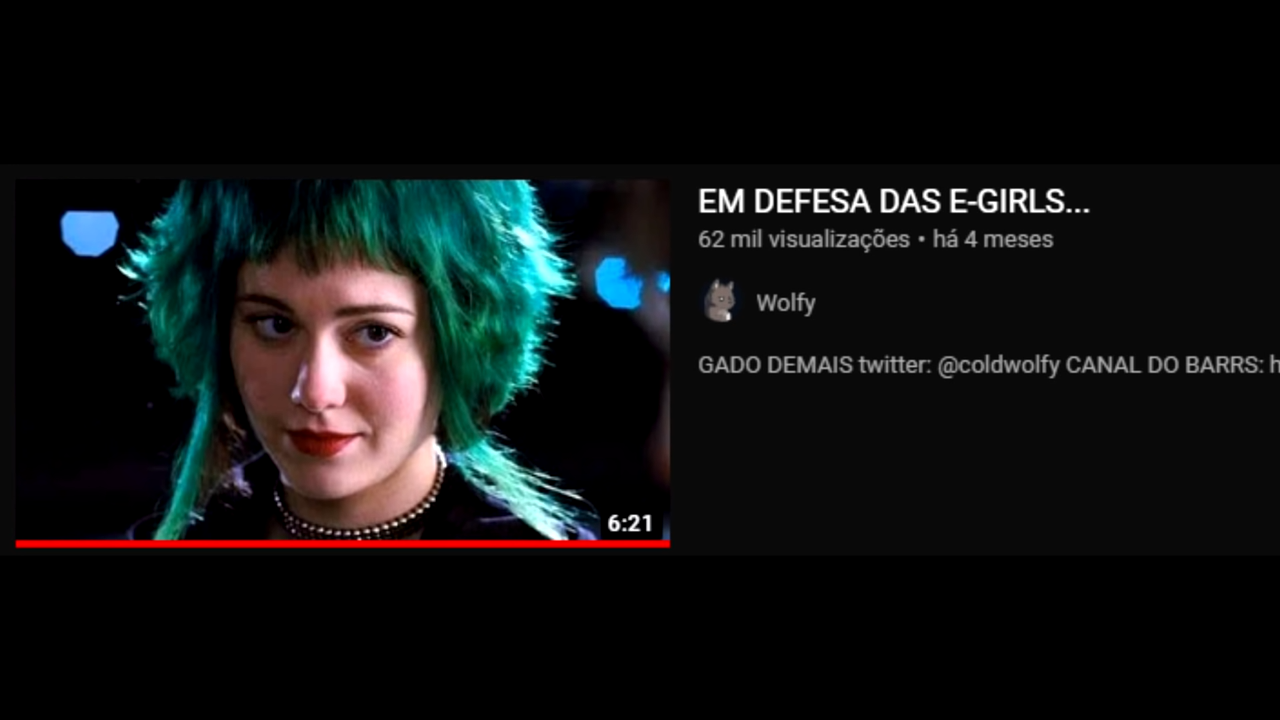 EM DEFESA DAS E-GIRLS...
62 mil visualizações • há 4 meses
Wolfy
GADO DEMAIS twitter: @coldwolfy CANAL DO BARRS: h
6:21